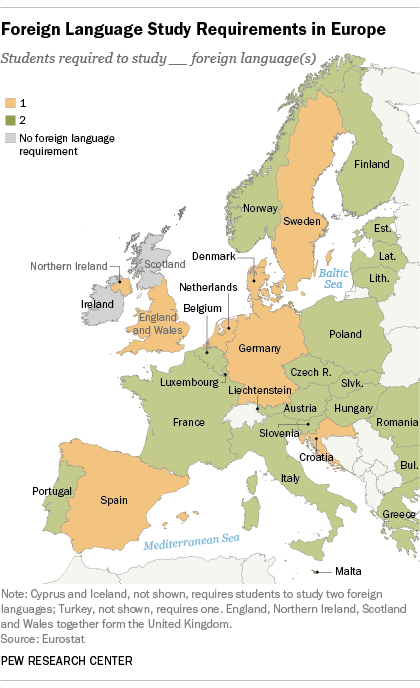 Foreign Language Study Requirements in Europe
Students required to study __ foreign language(s)
1
2
No foreign language
requirement
Finland
Norway
Sweden
Est.
Lat.
Lith.
Denmark
Baltic
Sea
Northern Ireland
Scotland
Netherlands
Ireland
Belgium
England
and Wales
Poland
Germany
Czech R.
Luxembourg
Slvk.
Liechtenstein
Austria
Hungary
France
Romania
Slovenia
Croatia
Bul.
Italy
Portugal
Spain
Greece
Mediterranean Sea
Malta
Note: Cyprus and Iceland, not shown, requires students to study two foreign
languages; Turkey, not shown, requires one. England, Northern Ireland, Scotland
and Wales together form the United Kingdom.
Source: Eurostat
PEW RESEARCH CENTER